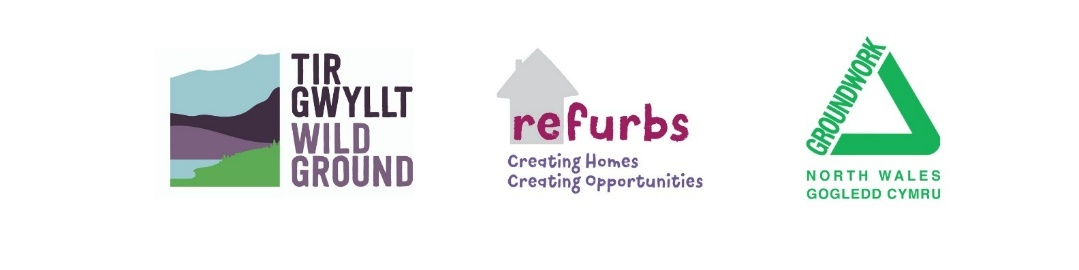 TIR
GWYLLT
WILD
GROUND
refurbs
Creating Homes
Creating Opportunities
GROUNDWORK
NORTH WALES
GOGLEDD CYMRU